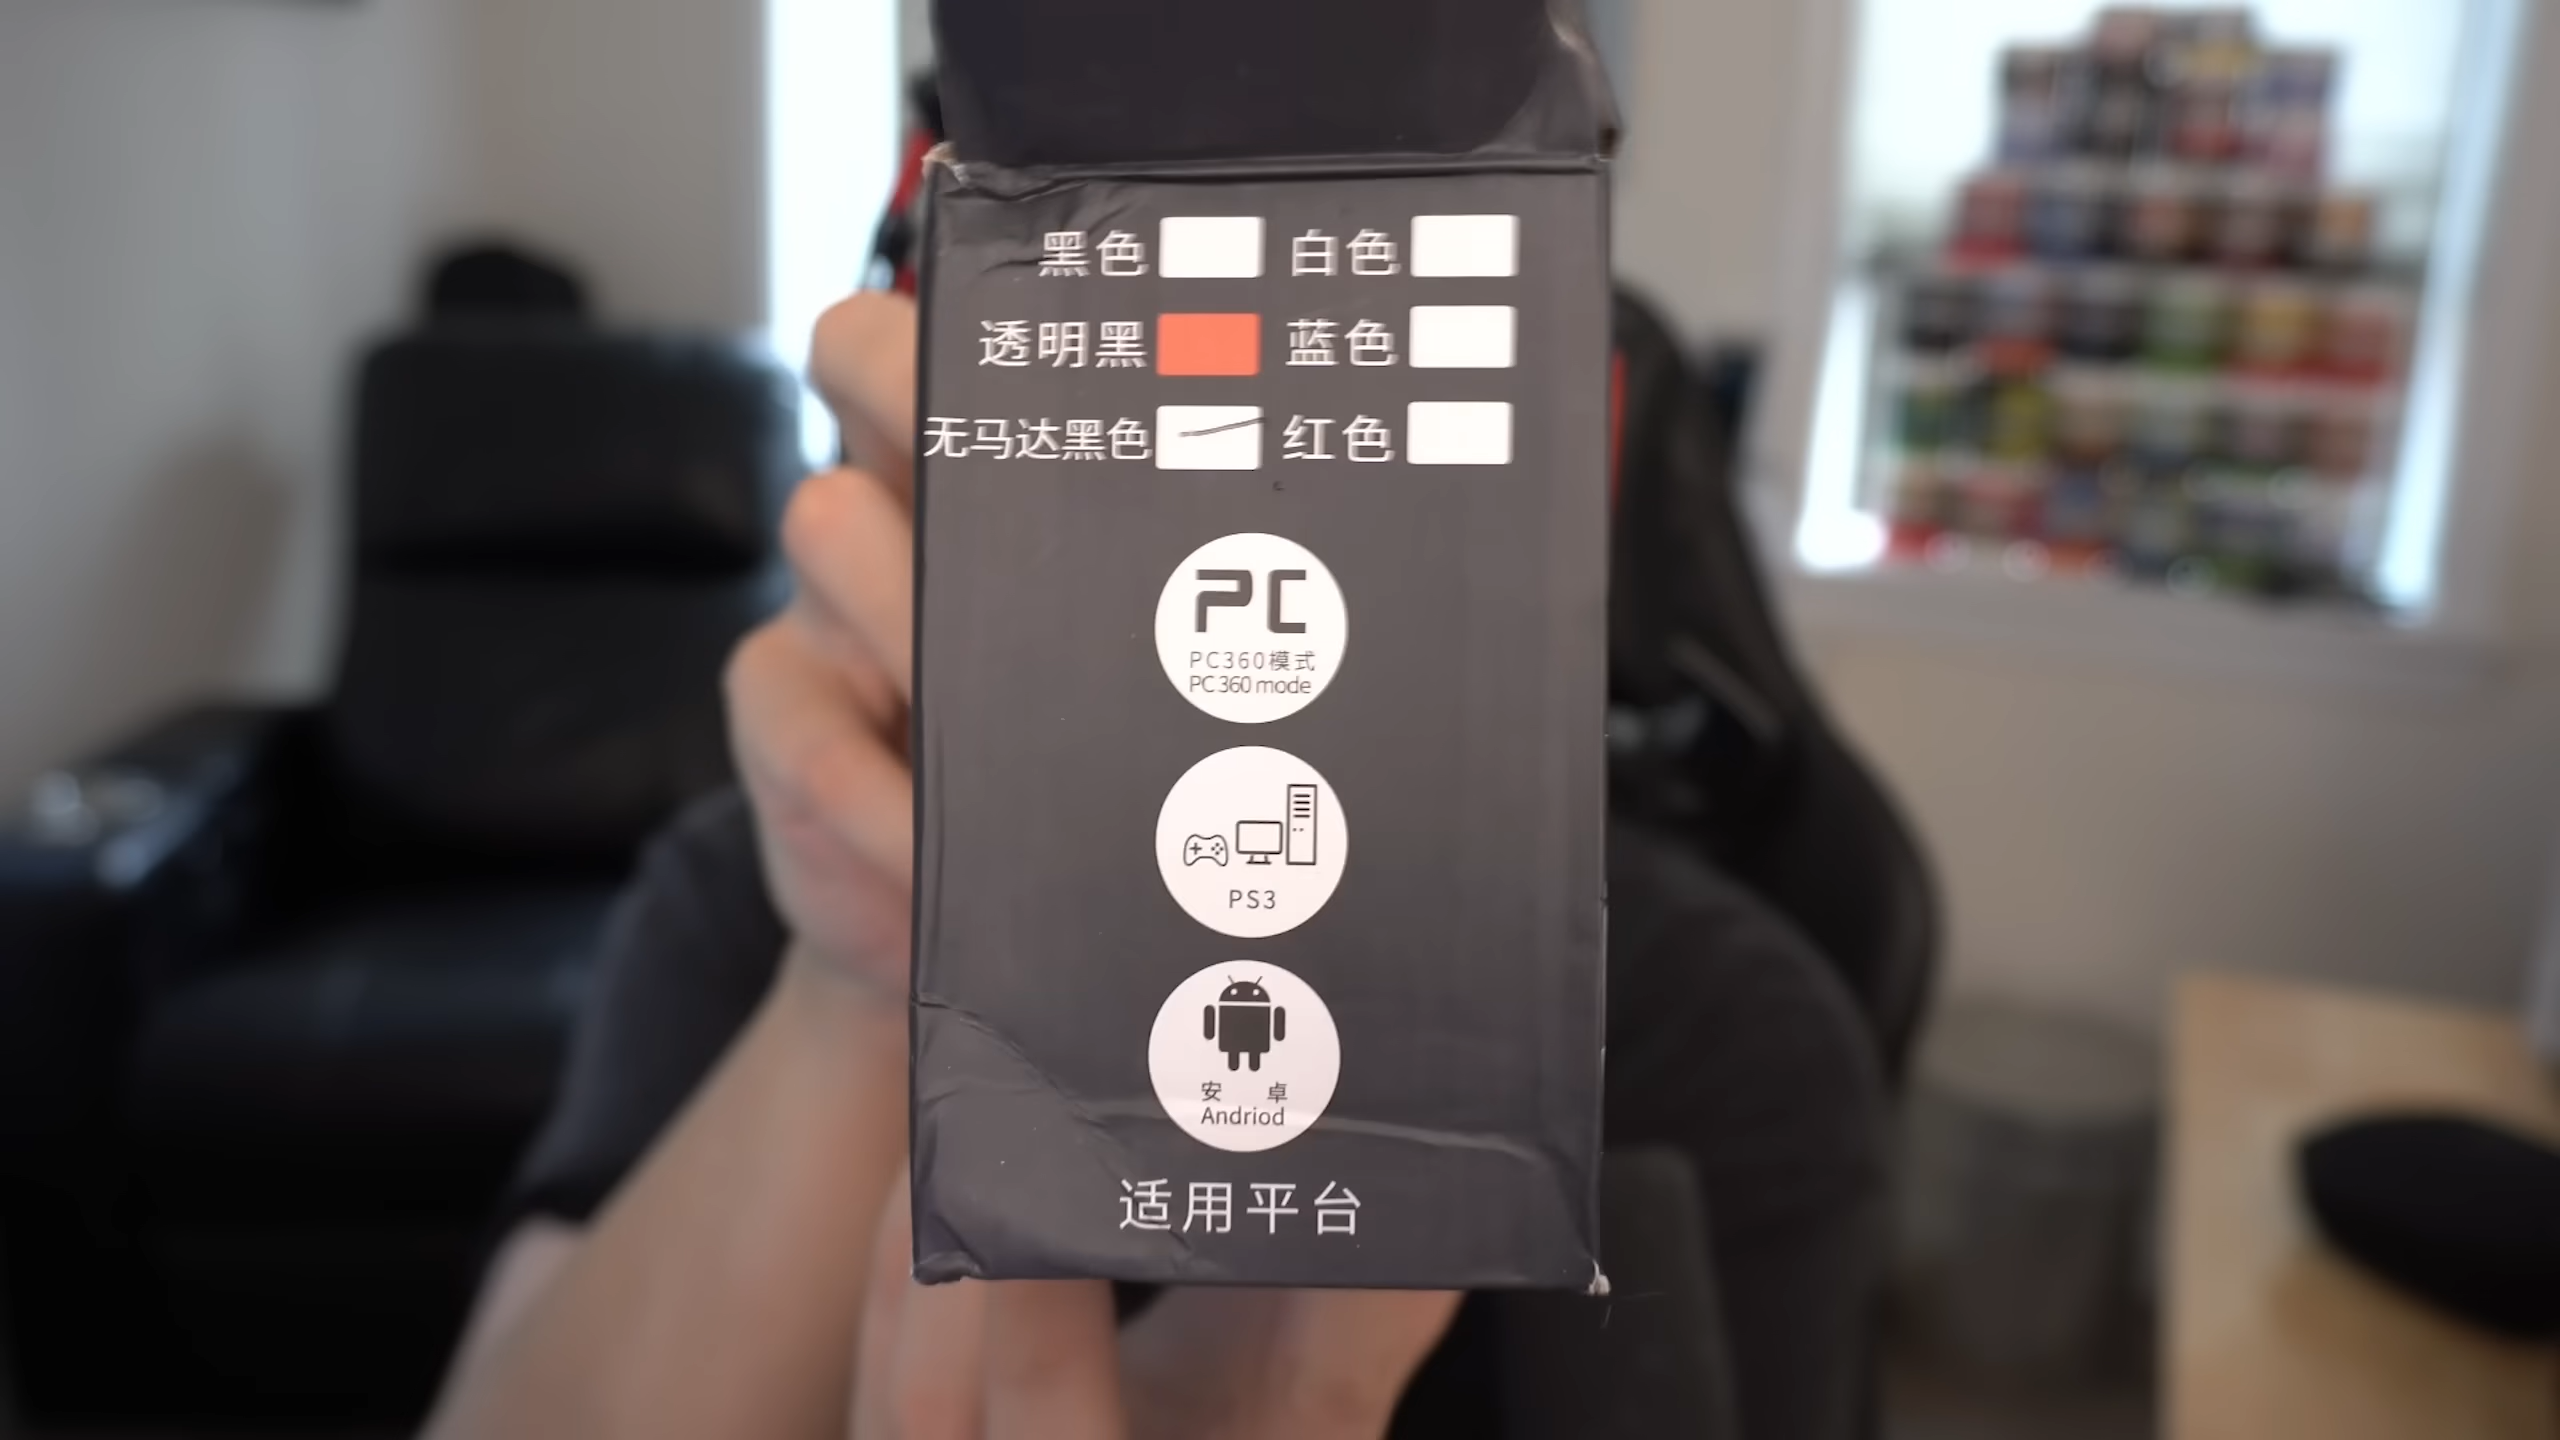 黑色 白色
透明黑 蓝色
无马达黑色 红色
PC
PC360模式
PC360 mode
PS3
安 卓
Andriod
适用平台